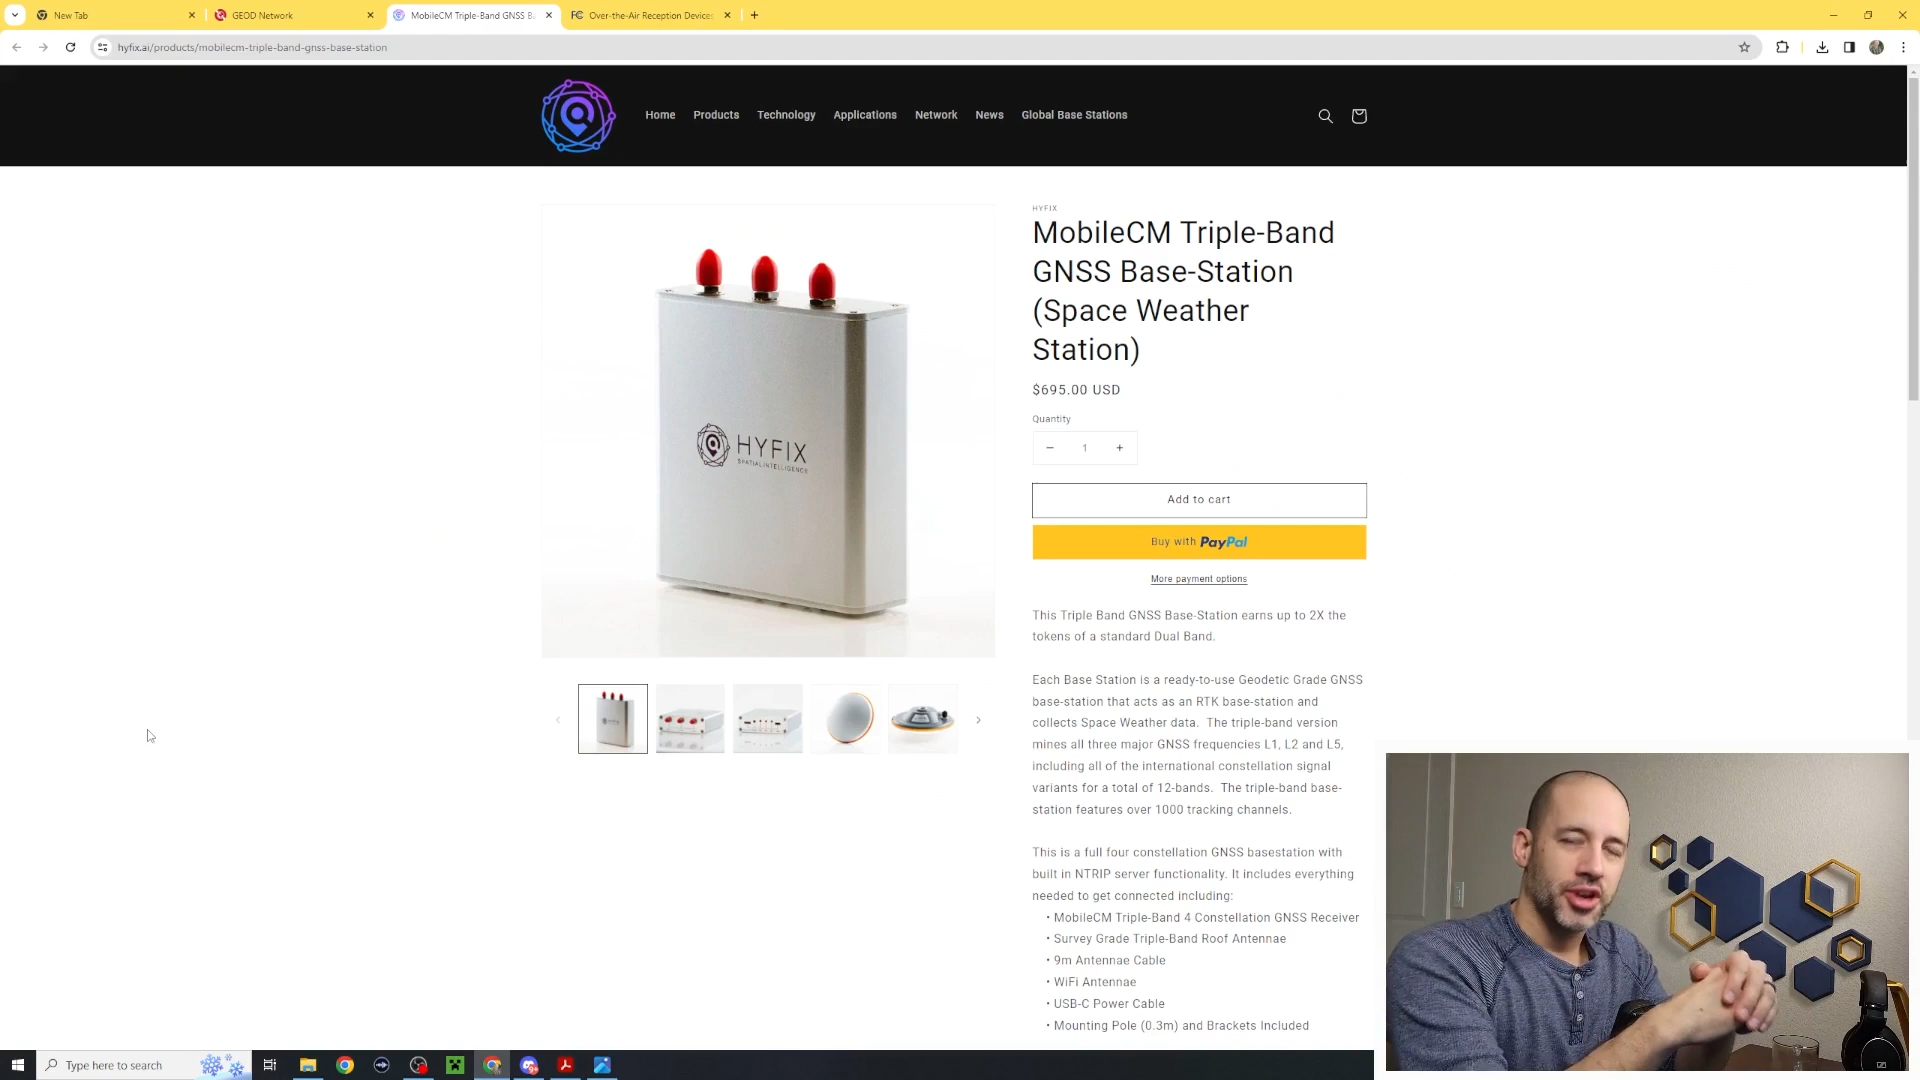 New Tab
GEOD Network
MobileCM Triple-Band GNSS Ba
Over-the-Air Reception Devices
hyfix.ai/products/mobilecm-triple-band-gnss-base-station
Home Products Technology Applications Network News Global Base Stations
HYFIX
MobileCM Triple-Band
GNSS Base-Station
(Space Weather
Station)
$695.00 USD
Quantity
− 1 +
Add to cart
Buy with PayPal
More payment options
This Triple Band GNSS Base-Station earns up to 2X the
tokens of a standard Dual Band.
Each Base Station is a ready-to-use Geodetic Grade GNSS
base-station that acts as an RTK base-station and
collects Space Weather data. The triple-band version
mines all three major GNSS frequencies L1, L2 and L5,
including all of the international constellation signal
variants for a total of 12-bands. The triple-band base-
station features over 1000 tracking channels.
This is a full four constellation GNSS basestation with
built in NTRIP server functionality. It includes everything
needed to get connected including:
• MobileCM Triple-Band 4 Constellation GNSS Receiver
• Survey Grade Triple-Band Roof Antennae
• 9m Antennae Cable
• WiFi Antennae
• USB-C Power Cable
• Mounting Pole (0.3m) and Brackets Included
HYFIX
SPATIAL INTELLIGENCE
Type here to search